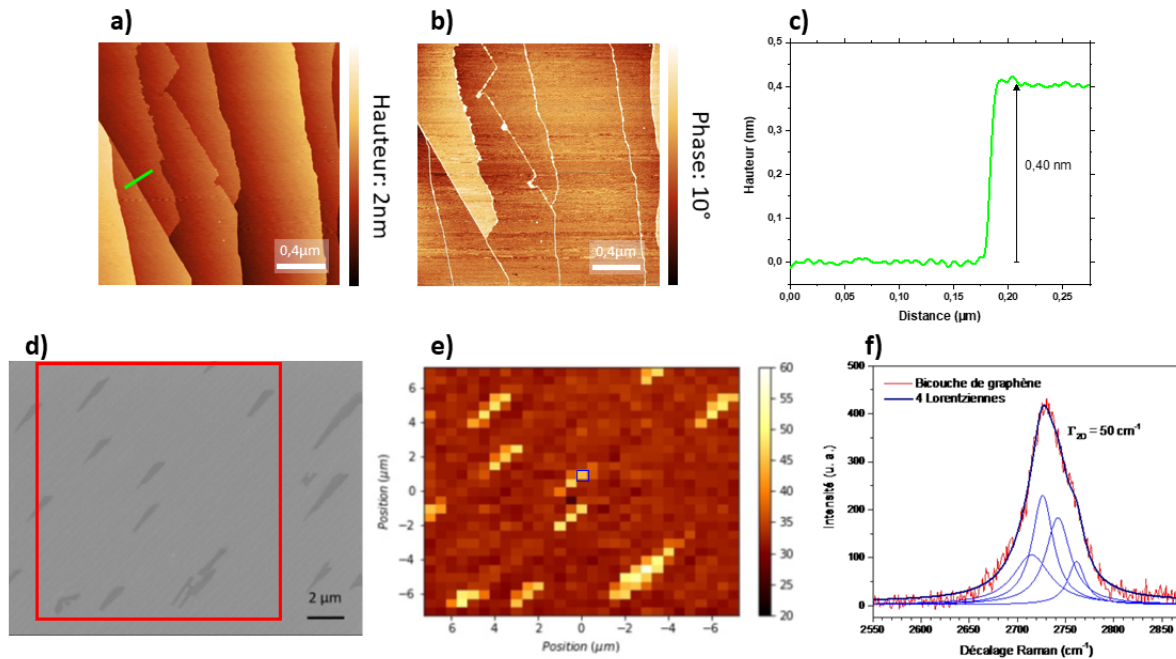 a)
b)
c)
Hauteur: 2nm
0,4µm
Phase: 10°
0,4µm
Hauteur (nm)
0,5
0,4
0,3
0,2
0,1
0,0
0,40 nm
0,00
0,05
0,10
0,15
0,20
0,25
Distance (µm)
d)
2 µm
e)
Position (µm)
6
4
2
0
−2
−4
−6
6
4
2
0
−2
−4
−6
Position (µm)
60
55
50
45
40
35
30
25
20
f)
Intensité (u. a.)
500
400
300
200
100
0
Bicouche de graphène
4 Lorentziennes
Γ2D = 50 cm-1
2550
2600
2650
2700
2750
2800
2850
Décalage Raman (cm-1)